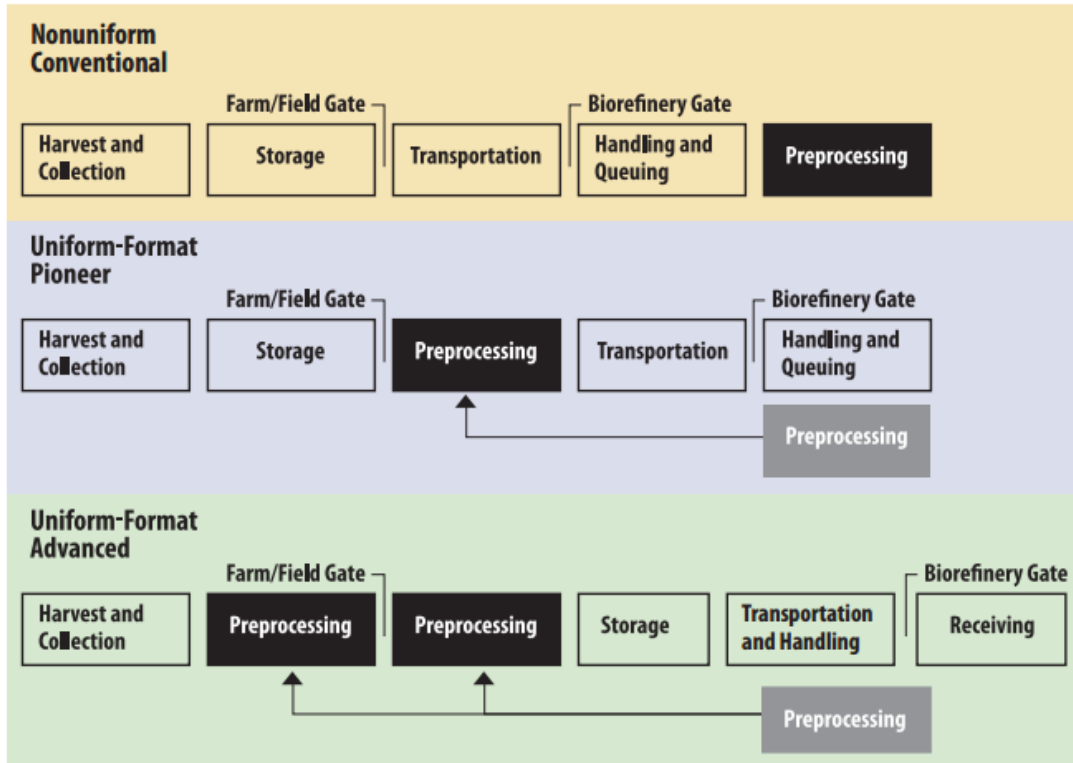 Nonuniform
Conventional
Farm/Field Gate
Biorefinery Gate
Harvest and
Collection
Storage
Transportation
Handling and
Queuing
Preprocessing
Uniform-Format
Pioneer
Farm/Field Gate
Biorefinery Gate
Harvest and
Collection
Storage
Preprocessing
Transportation
Handling and
Queuing
Preprocessing
Uniform-Format
Advanced
Farm/Field Gate
Biorefinery Gate
Harvest and
Collection
Preprocessing
Preprocessing
Storage
Transportation
and Handling
Receiving
Preprocessing